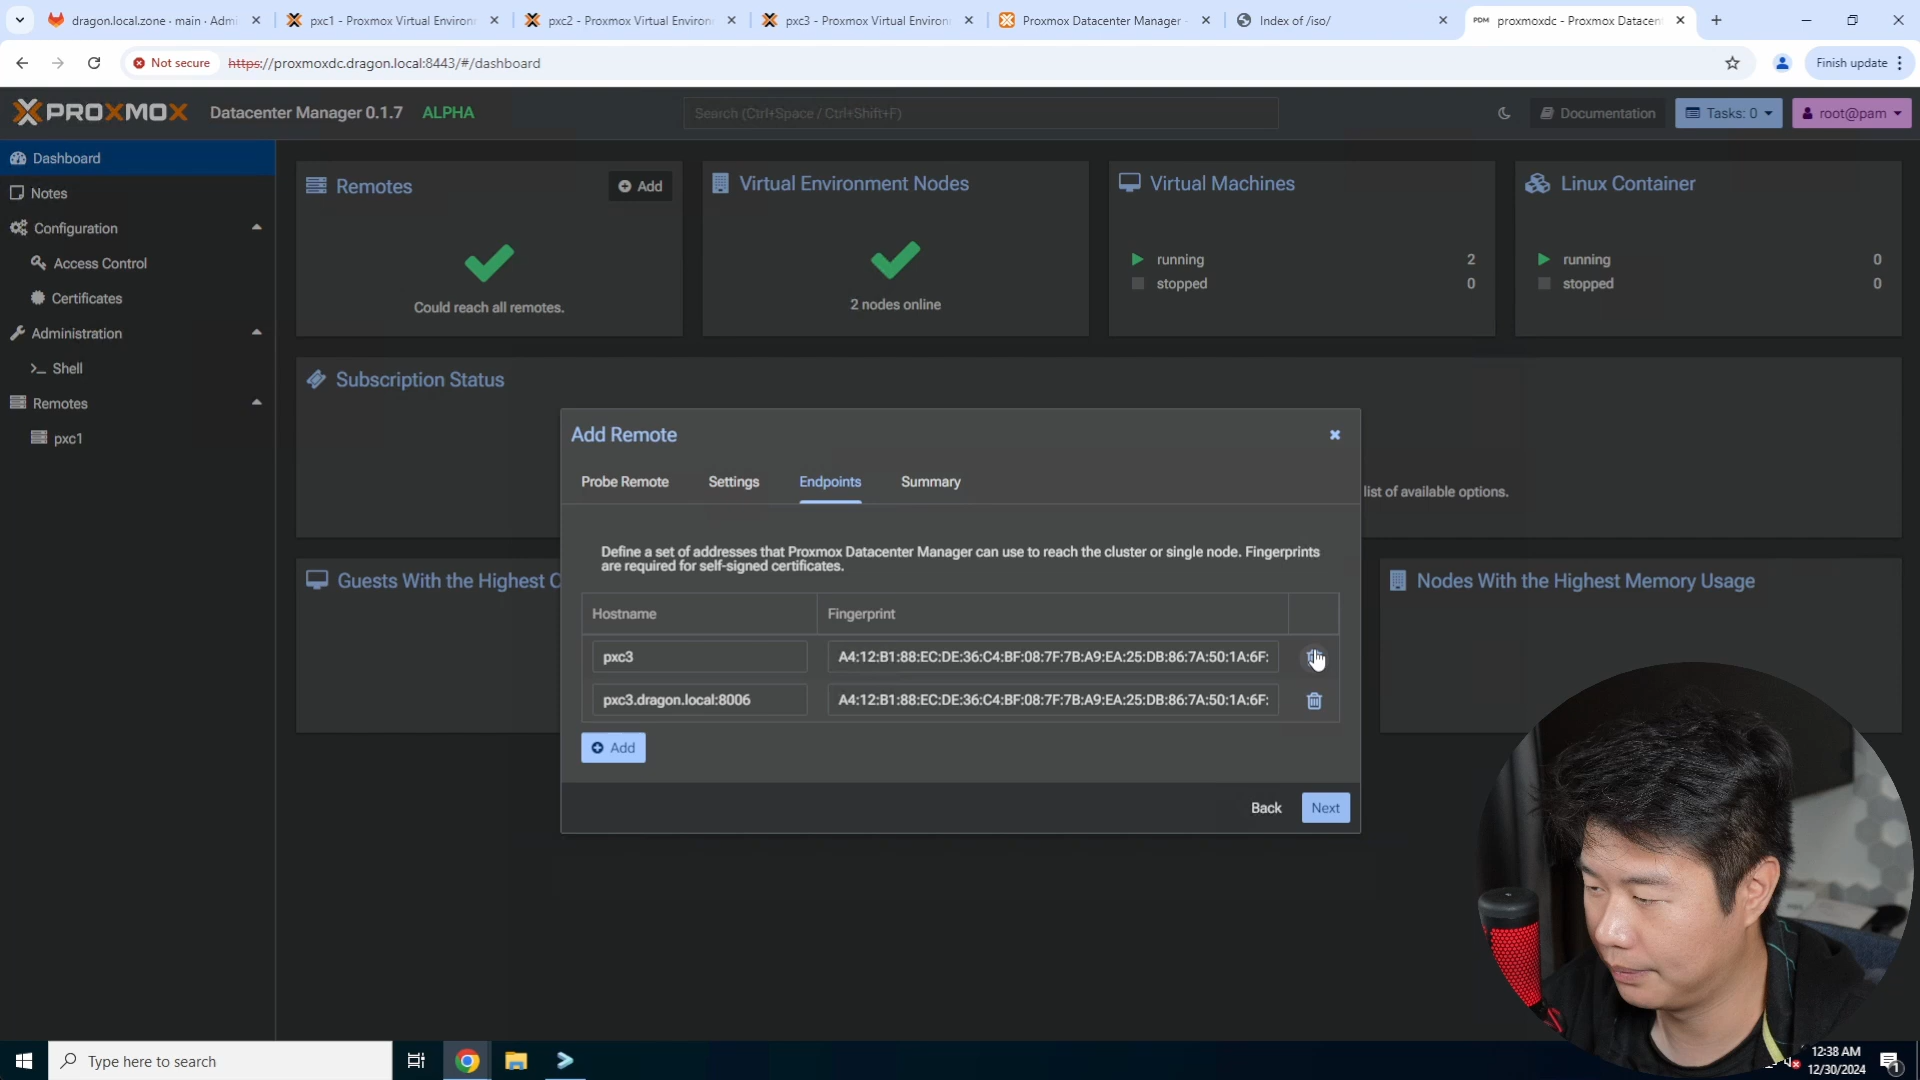 dragon.local.zone · main · Admi
pxc1 - Proxmox Virtual Environ
pxc2 - Proxmox Virtual Environ
pxc3 - Proxmox Virtual Environ
Proxmox Datacenter Manager -
Index of /iso/
PDM
proxmoxdc - Proxmox Datacen
Not secure
https://proxmoxdc.dragon.local:8443/#/dashboard
Finish update
PROXMOX
Datacenter Manager 0.1.7
ALPHA
Search (Ctrl+Space / Ctrl+Shift+F)
Documentation
Tasks: 0
root@pam
Dashboard
Notes
Configuration
Access Control
Certificates
Administration
Shell
Remotes
pxc1
Remotes
Add
Could reach all remotes.
Virtual Environment Nodes
2 nodes online
Virtual Machines
running 2
stopped 0
Linux Container
running 0
stopped 0
Subscription Status
list of available options.
Guests With the Highest C
Nodes With the Highest Memory Usage
Add Remote
Probe Remote
Settings
Endpoints
Summary
Define a set of addresses that Proxmox Datacenter Manager can use to reach the cluster or single node. Fingerprints
are required for self-signed certificates.
Hostname
Fingerprint
pxc3
A4:12:B1:88:EC:DE:36:C4:BF:08:7F:7B:A9:EA:25:DB:86:7A:50:1A:6F:
pxc3.dragon.local:8006
A4:12:B1:88:EC:DE:36:C4:BF:08:7F:7B:A9:EA:25:DB:86:7A:50:1A:6F:
Add
Back
Next
Type here to search
12:38 AM
12/30/2024
1